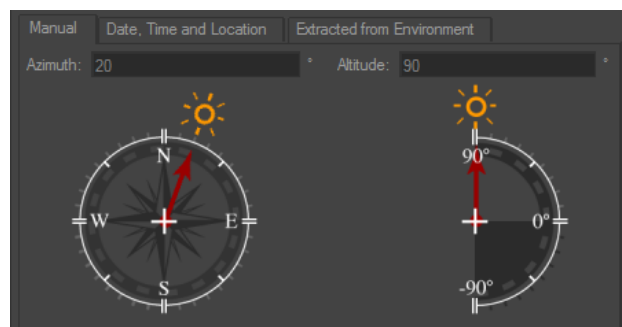 Manual Date, Time and Location Extracted from Environment
Azimuth: 20 ° Altitude: 90 °
N 90°
W E 0°
S -90°